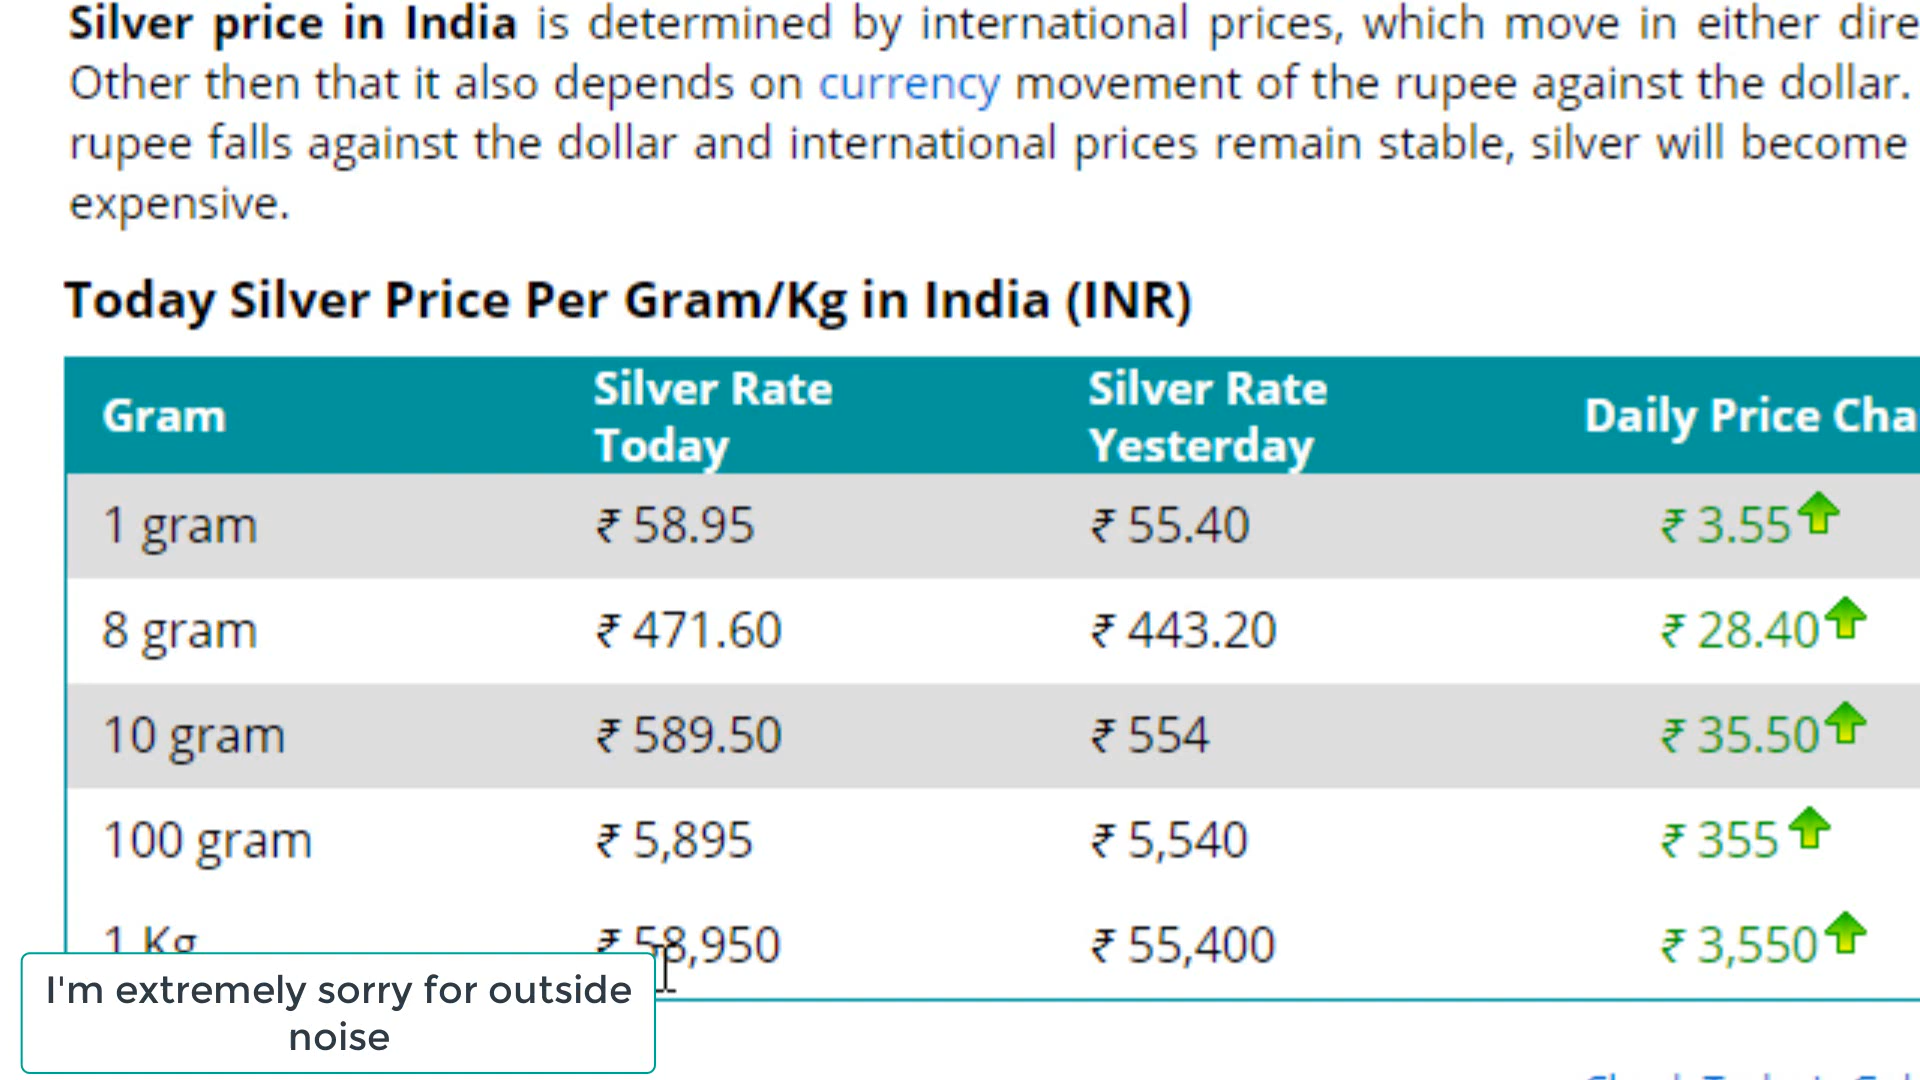 Silver price in India is determined by international prices, which move in either dire
Other then that it also depends on currency movement of the rupee against the dollar.
rupee falls against the dollar and international prices remain stable, silver will become
expensive.
Today Silver Price Per Gram/Kg in India (INR)
Gram Silver Rate Today Silver Rate Yesterday Daily Price Cha
1 gram ₹ 58.95 ₹ 55.40 ₹ 3.55
8 gram ₹ 471.60 ₹ 443.20 ₹ 28.40
10 gram ₹ 589.50 ₹ 554 ₹ 35.50
100 gram ₹ 5,895 ₹ 5,540 ₹ 355
1 Kg ₹ 58,950 ₹ 55,400 ₹ 3,550
I'm extremely sorry for outside
noise